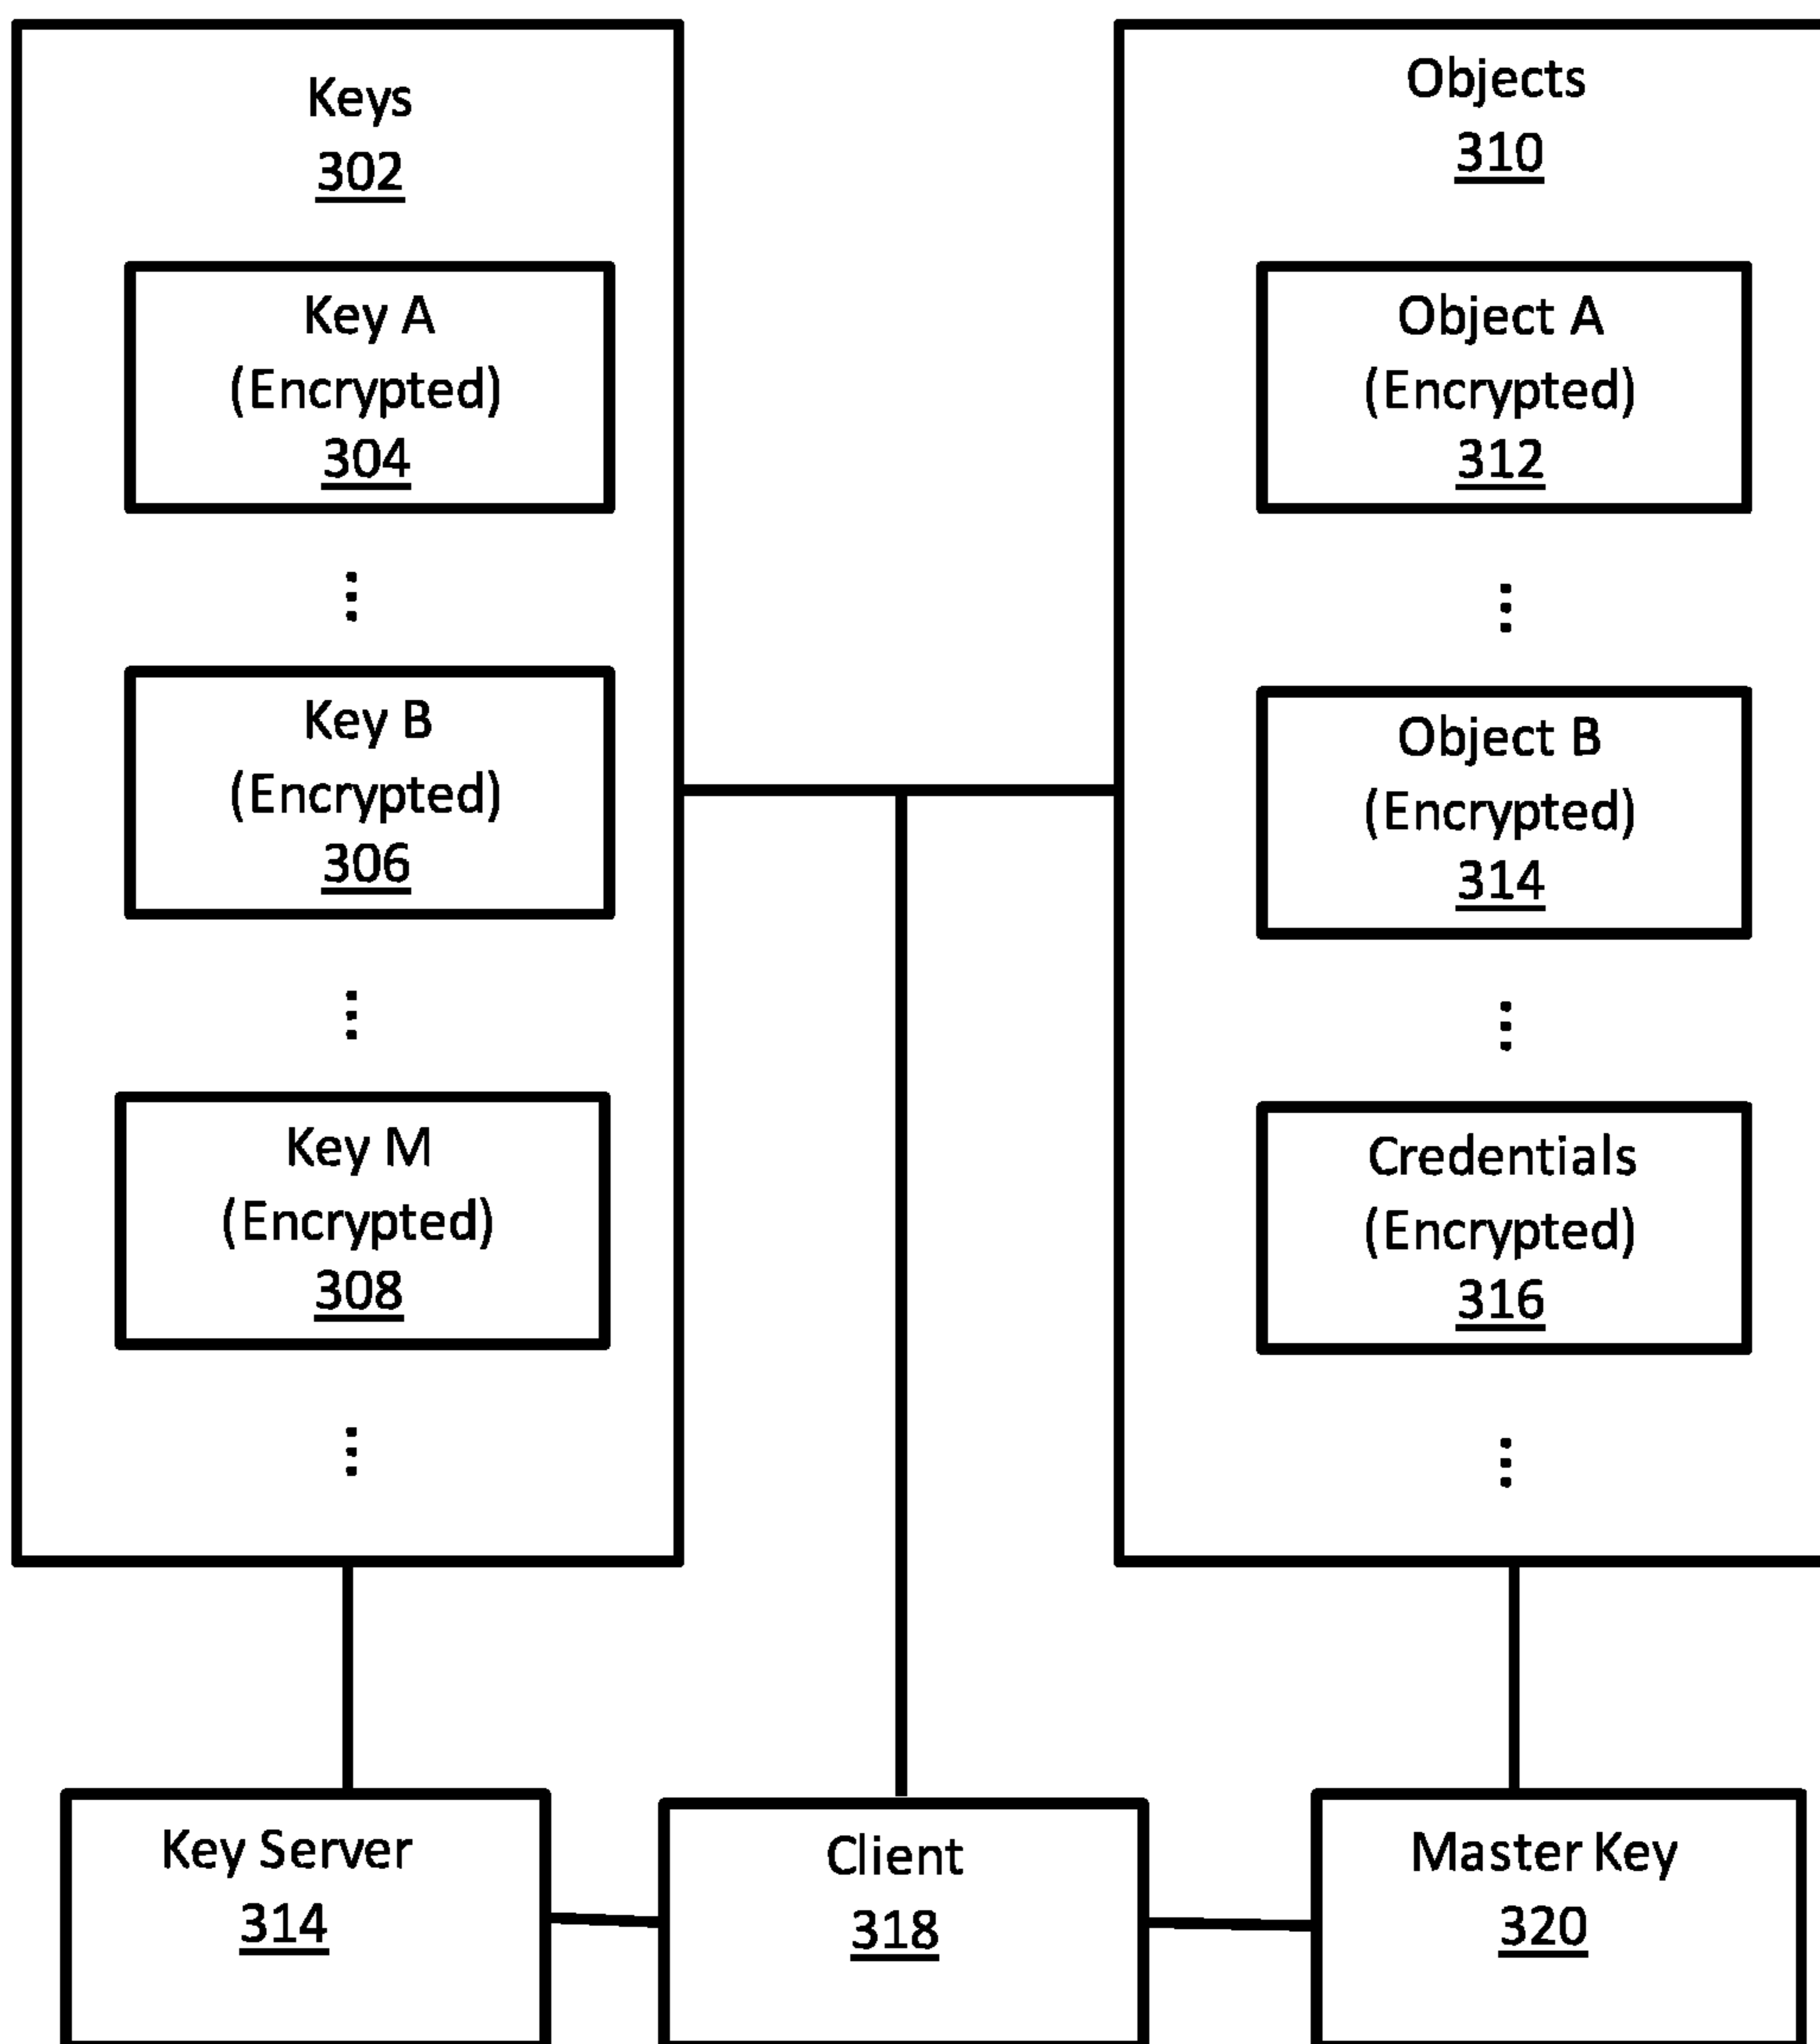 Keys
302
Key A
(Encrypted)
304
Key B
(Encrypted)
306
Key M
(Encrypted)
308
Objects
310
Object A
(Encrypted)
312
Object B
(Encrypted)
314
Credentials
(Encrypted)
316
Key Server
314
Client
318
Master Key
320